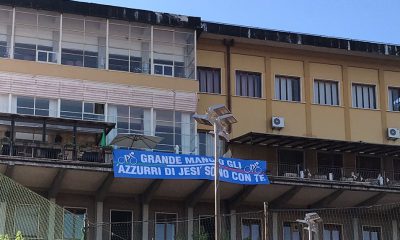 GRANDE MANCIO GLI
AZZURRI DI JESI' SONO CON TE